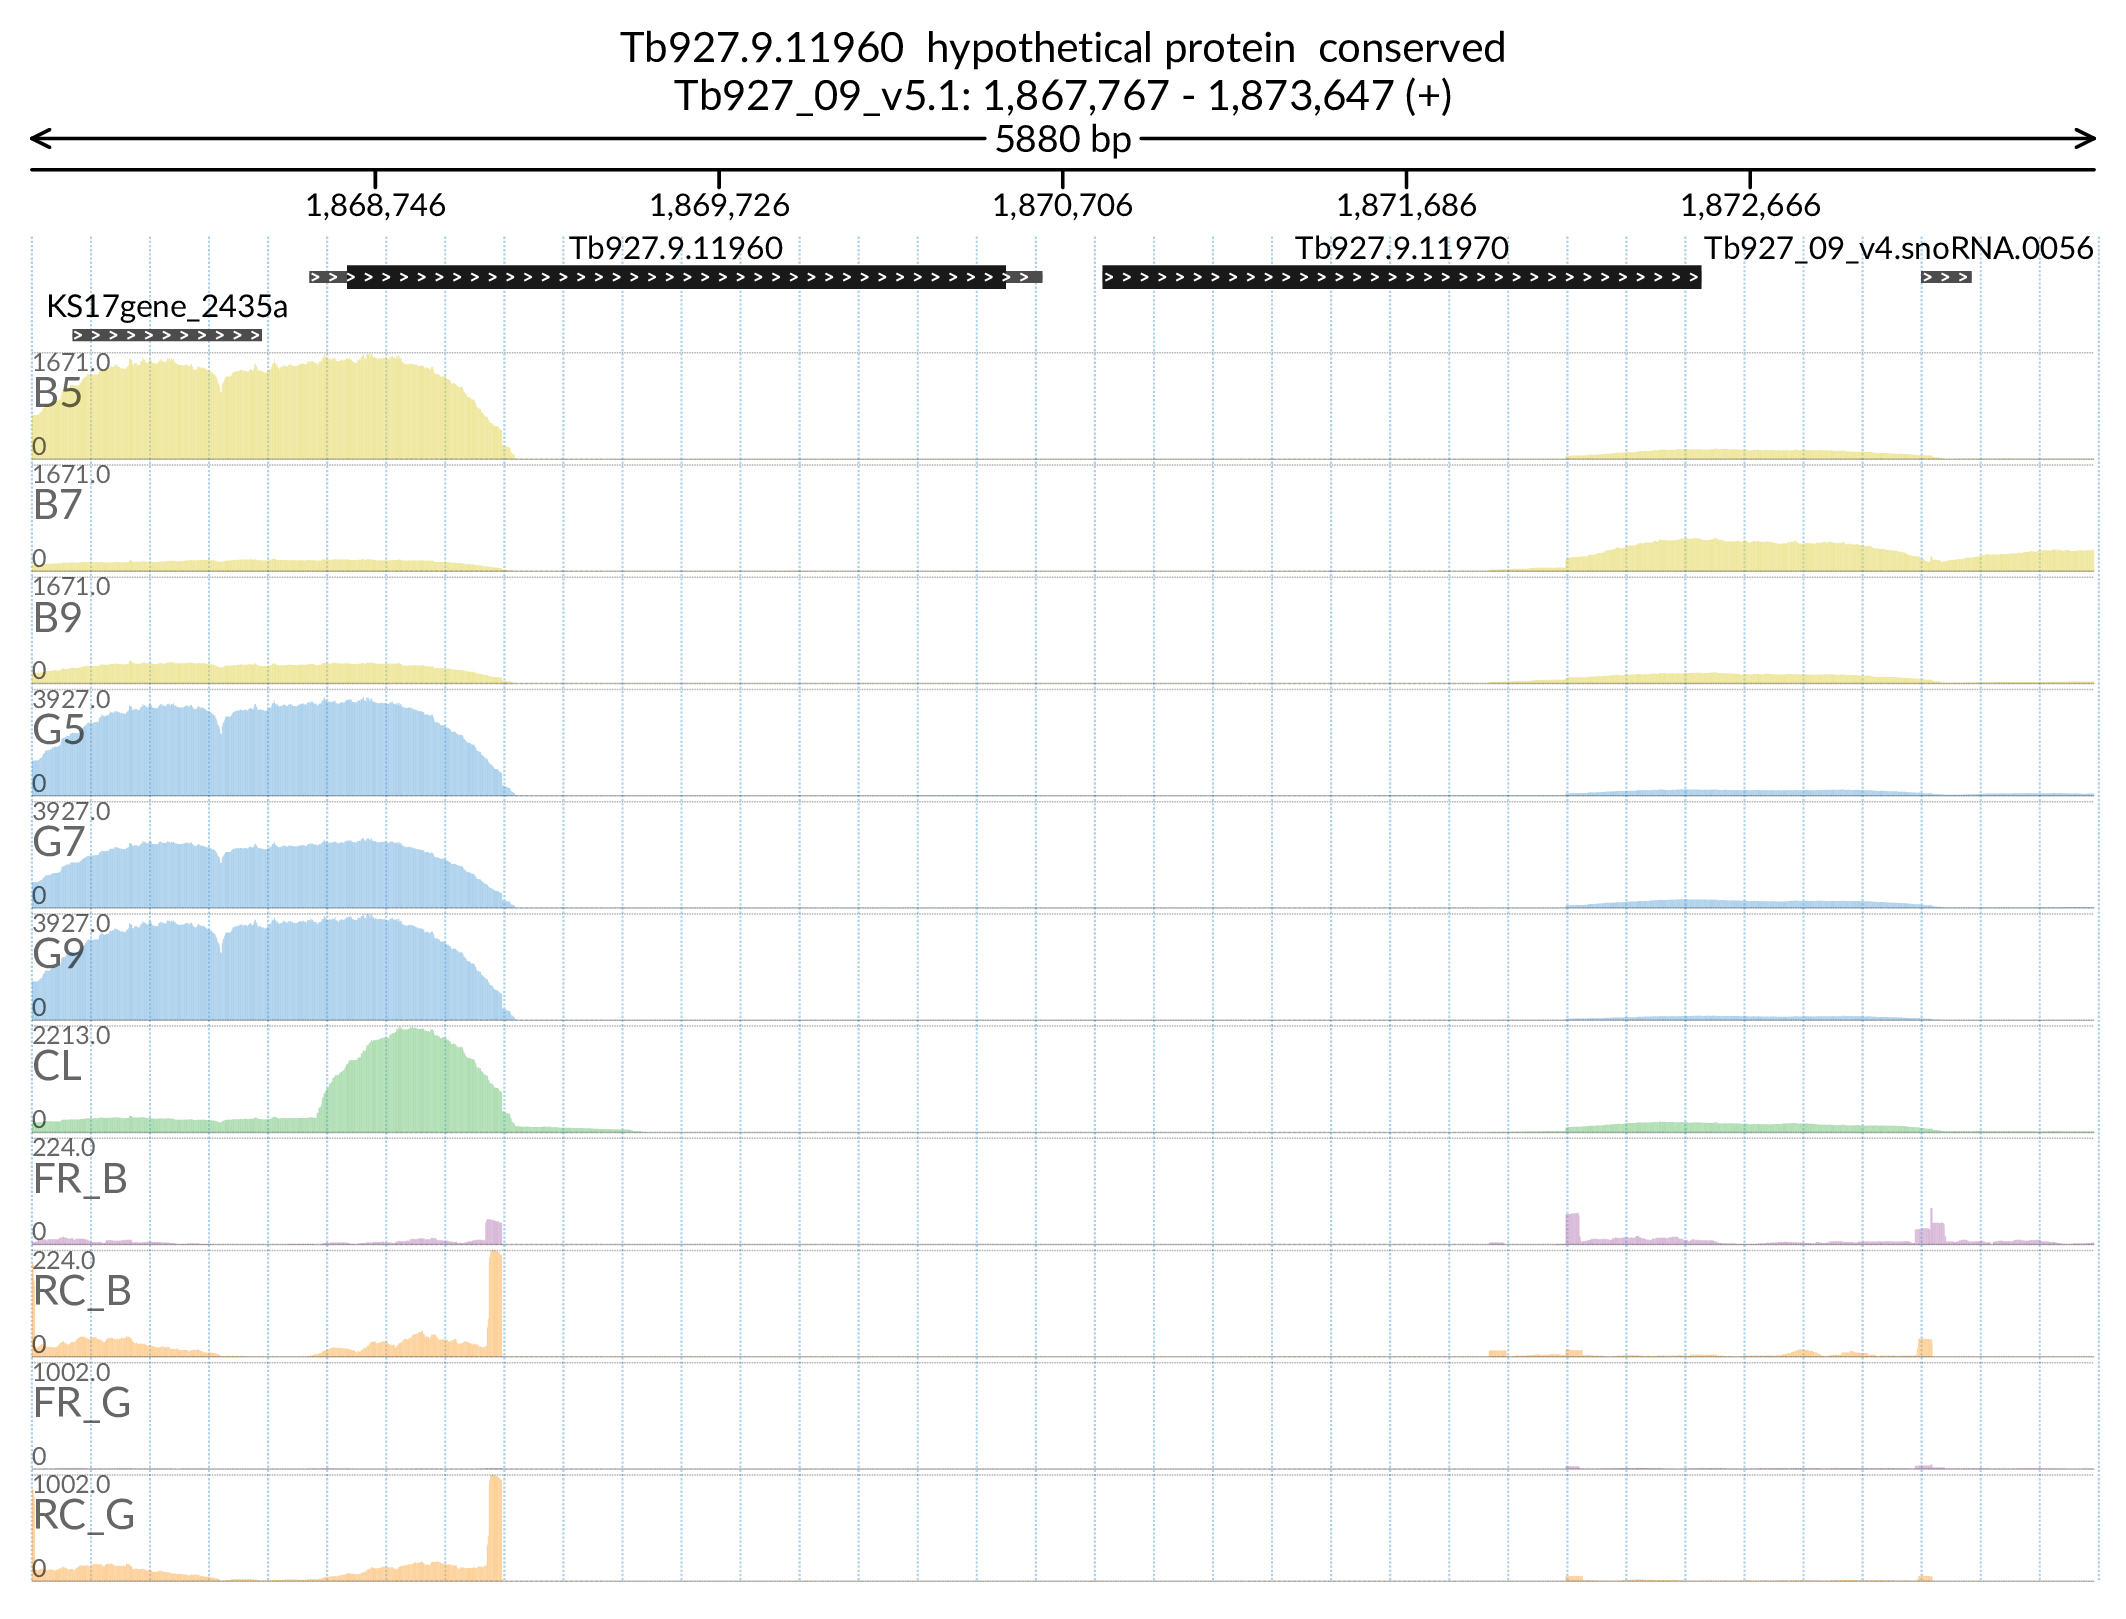 Tb927.9.11960  hypothetical protein  conserved
Tb927_09_v5.1: 1,867,767 - 1,873,647 (+)
5880 bp
1,868,746 1,869,726 1,870,706 1,871,686 1,872,666
Tb927.9.11960 Tb927.9.11970 Tb927_09_v4.snoRNA.0056
KS17gene_2435a
1671.0
B5
0
1671.0
B7
0
1671.0
B9
0
3927.0
G5
0
3927.0
G7
0
3927.0
G9
0
2213.0
CL
0
224.0
FR_B
0
224.0
RC_B
0
1002.0
FR_G
0
1002.0
RC_G
0